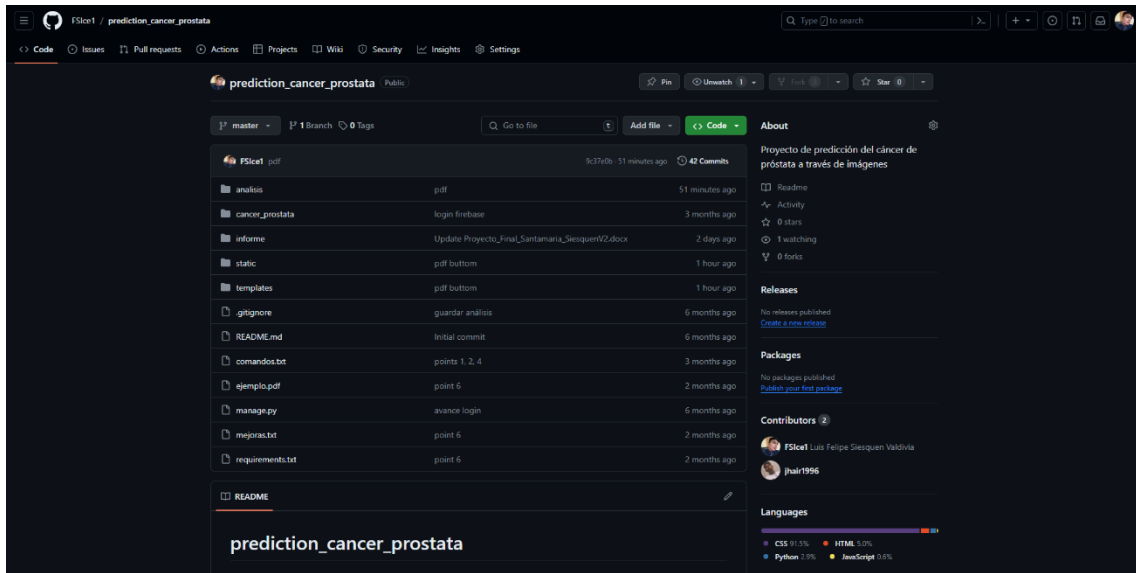 FSIce1 / prediction_cancer_prostata
Type / to search
Code Issues Pull requests Actions Projects Wiki Security Insights Settings
prediction_cancer_prostata Public
Pin Unwatch 1 Fork Star 0
master 1 Branch 0 Tags Go to file t Add file Code
FSIce1 pdf 9c37e0b · 51 minutes ago 42 Commits
analisis pdf 51 minutes ago
cancer_prostata login firebase 3 months ago
informe Update Proyecto_Final_Santamaria_SiesquenV2.docx 2 days ago
static pdf buttom 1 hour ago
templates pdf buttom 1 hour ago
.gitignore guardar análisis 6 months ago
README.md Initial commit 6 months ago
comandos.txt points 1, 2, 4 3 months ago
ejemplo.pdf point 6 2 months ago
manage.py avance login 6 months ago
mejoras.txt point 6 2 months ago
requirements.txt point 6 2 months ago
README
prediction_cancer_prostata
About
Proyecto de predicción del cáncer de
próstata a través de imágenes
Readme
Activity
0 stars
1 watching
0 forks
Releases
No releases published
Create a new release
Packages
No packages published
Publish your first package
Contributors 2
FSIce1 Luis Felipe Siesquen Valdivia
jhair1996
Languages
CSS 91.5% HTML 5.0%
Python 2.9% JavaScript 0.6%